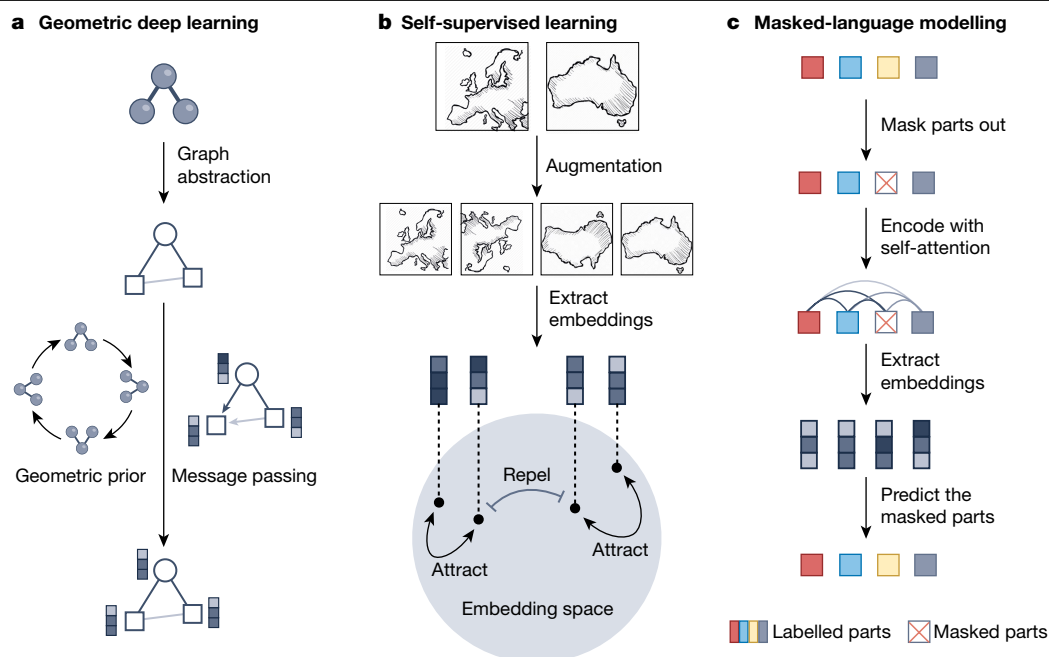 a Geometric deep learning
Graph
abstraction
Geometric prior
Message passing
b Self-supervised learning
Augmentation
Extract
embeddings
Repel
Attract
Attract
Embedding space
c Masked-language modelling
Mask parts out
Encode with
self-attention
Extract
embeddings
Predict the
masked parts
Labelled parts
Masked parts